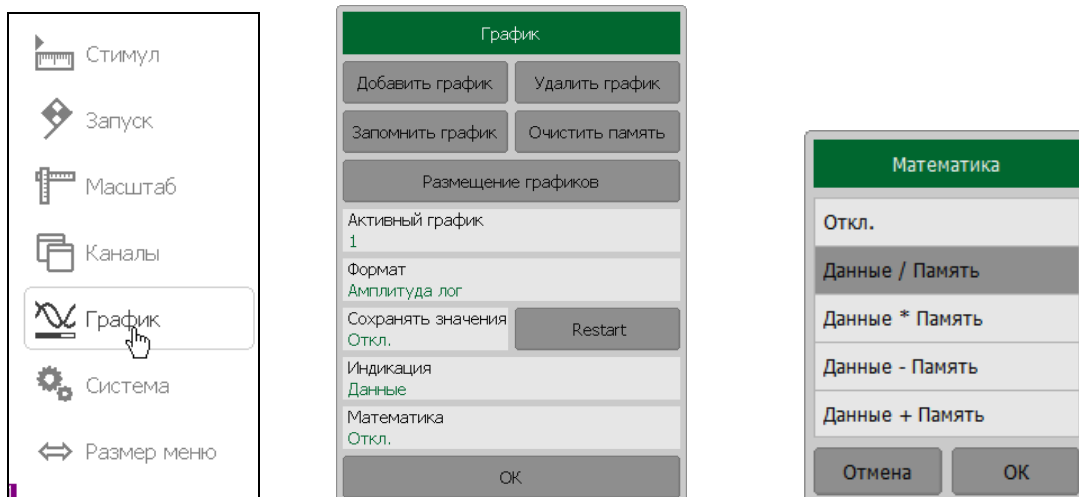 Стимул
Запуск
Масштаб
Каналы
График
Система
Размер меню
График
Добавить график
Удалить график
Запомнить график
Очистить память
Размещение графиков
Активный график
1
Формат
Амплитуда лог
Сохранять значения
Откл.
Restart
Индикация
Данные
Математика
Откл.
ОК
Математика
Откл.
Данные / Память
Данные * Память
Данные - Память
Данные + Память
Отмена
ОК